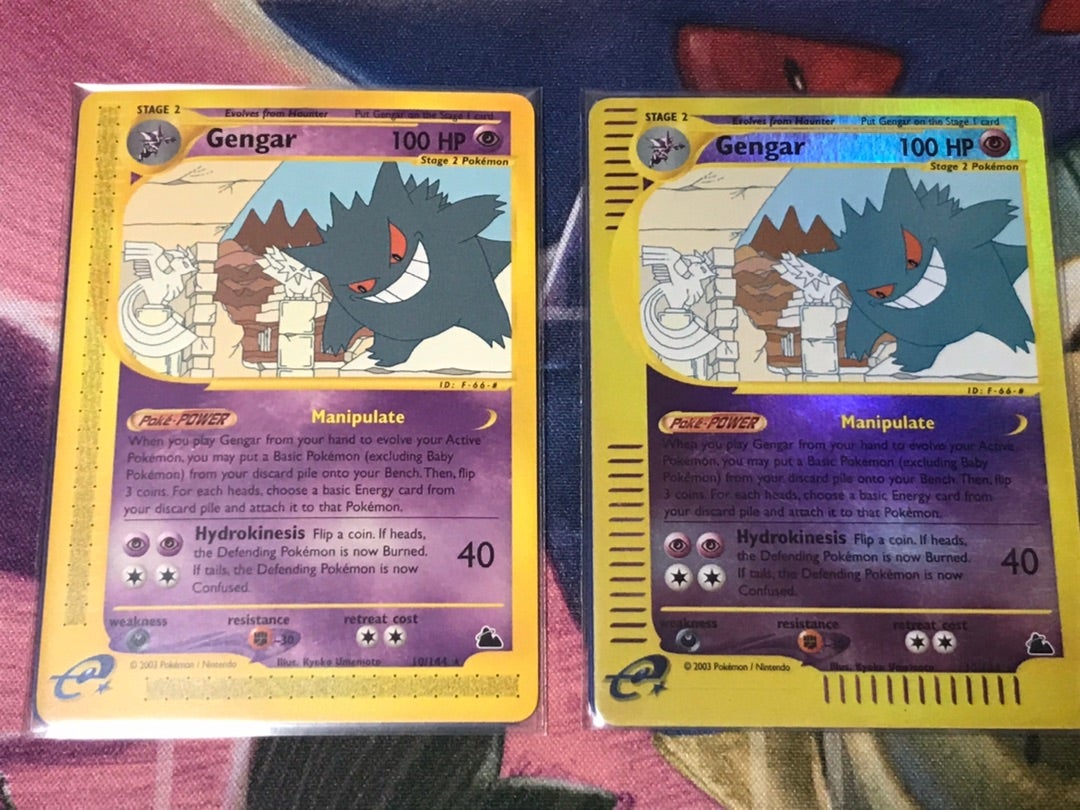 STAGE 2
Evolves from Haunter
Put Gengar on the Stage 1 card
Gengar
100 HP
Stage 2 Pokémon
ID: F-66-#
Poké-POWER
Manipulate
When you play Gengar from your hand to evolve your Active
Pokémon, you may put a Basic Pokémon (excluding Baby
Pokémon) from your discard pile onto your Bench. Then, flip
3 coins. For each heads, choose a basic Energy card from
your discard pile and attach it to that Pokémon.
Hydrokinesis Flip a coin. If heads,
the Defending Pokémon is now Burned.
If tails, the Defending Pokémon is now
Confused.
40
weakness
resistance
retreat cost
-30
© 2003 Pokémon / Nintendo
Illus. Kyoko Umemoto
10/144
e
STAGE 2
Evolves from Haunter
Put Gengar on the Stage 1 card
Gengar
100 HP
Stage 2 Pokémon
ID: F-66-#
Poké-POWER
Manipulate
When you play Gengar from your hand to evolve your Active
Pokémon, you may put a Basic Pokémon (excluding Baby
Pokémon) from your discard pile onto your Bench. Then, flip
3 coins. For each heads, choose a basic Energy card from
your discard pile and attach it to that Pokémon.
Hydrokinesis Flip a coin. If heads,
the Defending Pokémon is now Burned.
If tails, the Defending Pokémon is now
Confused.
40
weakness
resistance
retreat cost
© 2003 Pokémon / Nintendo
Illus. Kyoko Umemoto
e